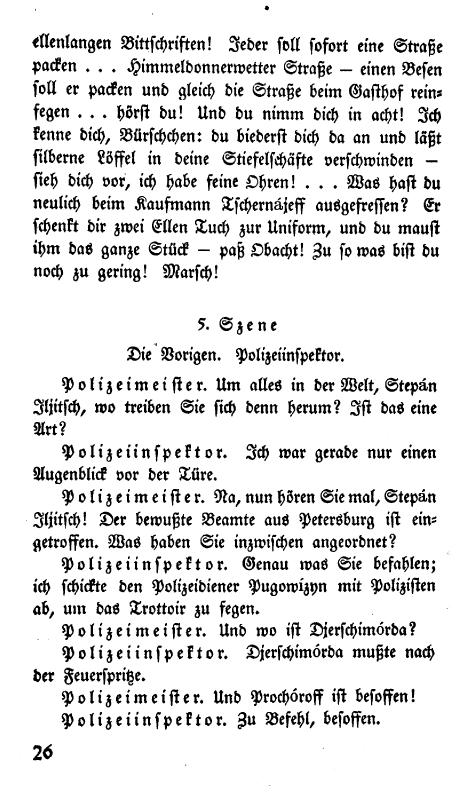 ellenlangen Bittschriften! Jeder soll sofort eine Straße
packen . . . Himmeldonnerwetter Straße — einen Besen
soll er packen und gleich die Straße beim Gasthof rein=
fegen . . . hörst du! Und du nimm dich in acht! Ich
kenne dich, Bürschchen: du biederst dich da an und läßt
silberne Löffel in deine Stiefelschäfte verschwinden —
sieh dich vor, ich habe feine Ohren! . . . Was hast du
neulich beim Kaufmann Tschernájeff ausgefressen? Er
schenkt dir zwei Ellen Tuch zur Uniform, und du maust
ihm das ganze Stück — paß Obacht! Zu so was bist du
noch zu gering! Marsch!
5. Szene
Die Vorigen. Polizeiinspektor.
Polizeimeister. Um alles in der Welt, Stepán
Iljitsch, wo treiben Sie sich denn herum? Ist das eine
Art?
Polizeiinspektor. Ich war gerade nur einen
Augenblick vor der Türe.
Polizeimeister. Na, nun hören Sie mal, Stepán
Iljitsch! Der bewußte Beamte aus Petersburg ist ein=
getroffen. Was haben Sie inzwischen angeordnet?
Polizeiinspektor. Genau was Sie befahlen;
ich schickte den Polizeidiener Pugowizyn mit Polizisten
ab, um das Trottoir zu fegen.
Polizeimeister. Und wo ist Djerschimórda?
Polizeiinspektor. Djerschimórda mußte nach
der Feuerspritze.
Polizeimeister. Und Prochóroff ist besoffen!
Polizeiinspektor. Zu Befehl, besoffen.
26